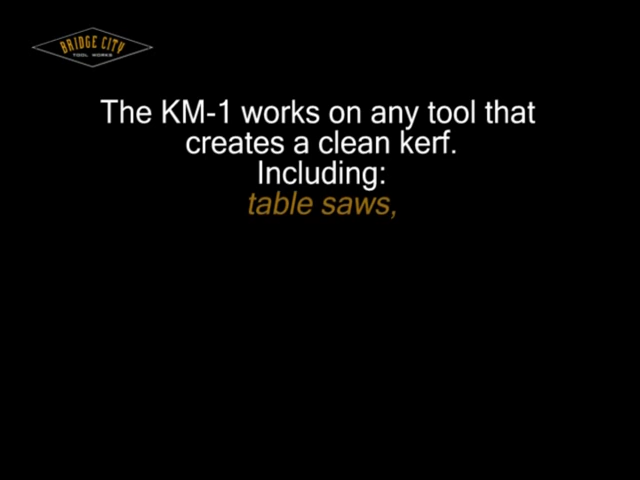 BRIDGE CITY
TOOL WORKS
The KM-1 works on any tool that
creates a clean kerf.
Including:
table saws,